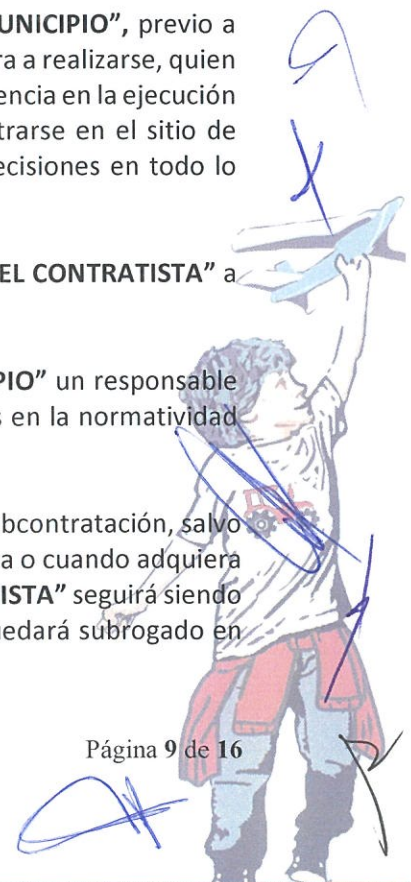 UNICIPIO”, previo a
ra a realizarse, quien
encia en la ejecución
trarse en el sitio de
ecisiones en todo lo
EL CONTRATISTA” a
PIO” un responsable
s en la normatividad
ubcontratación, salvo
a o cuando adquiera
ISTA” seguirá siendo
uedará subrogado en
Página 9 de 16